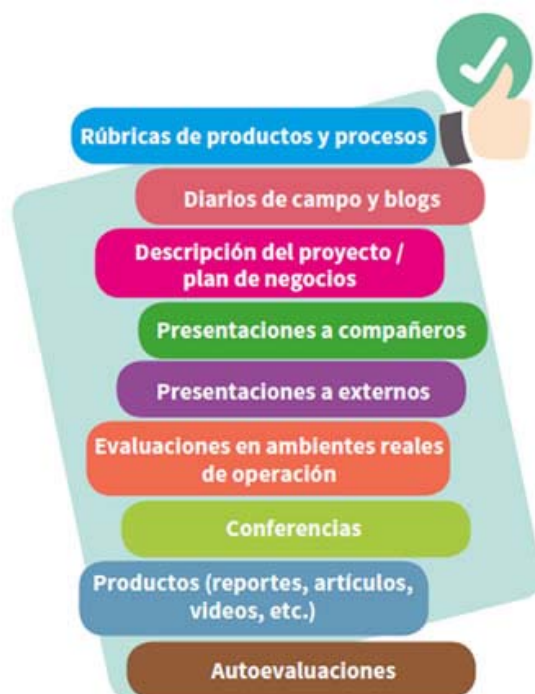 Rúbricas de productos y procesos
Diarios de campo y blogs
Descripción del proyecto /
plan de negocios
Presentaciones a compañeros
Presentaciones a externos
Evaluaciones en ambientes reales
de operación
Conferencias
Productos (reportes, artículos,
videos, etc.)
Autoevaluaciones